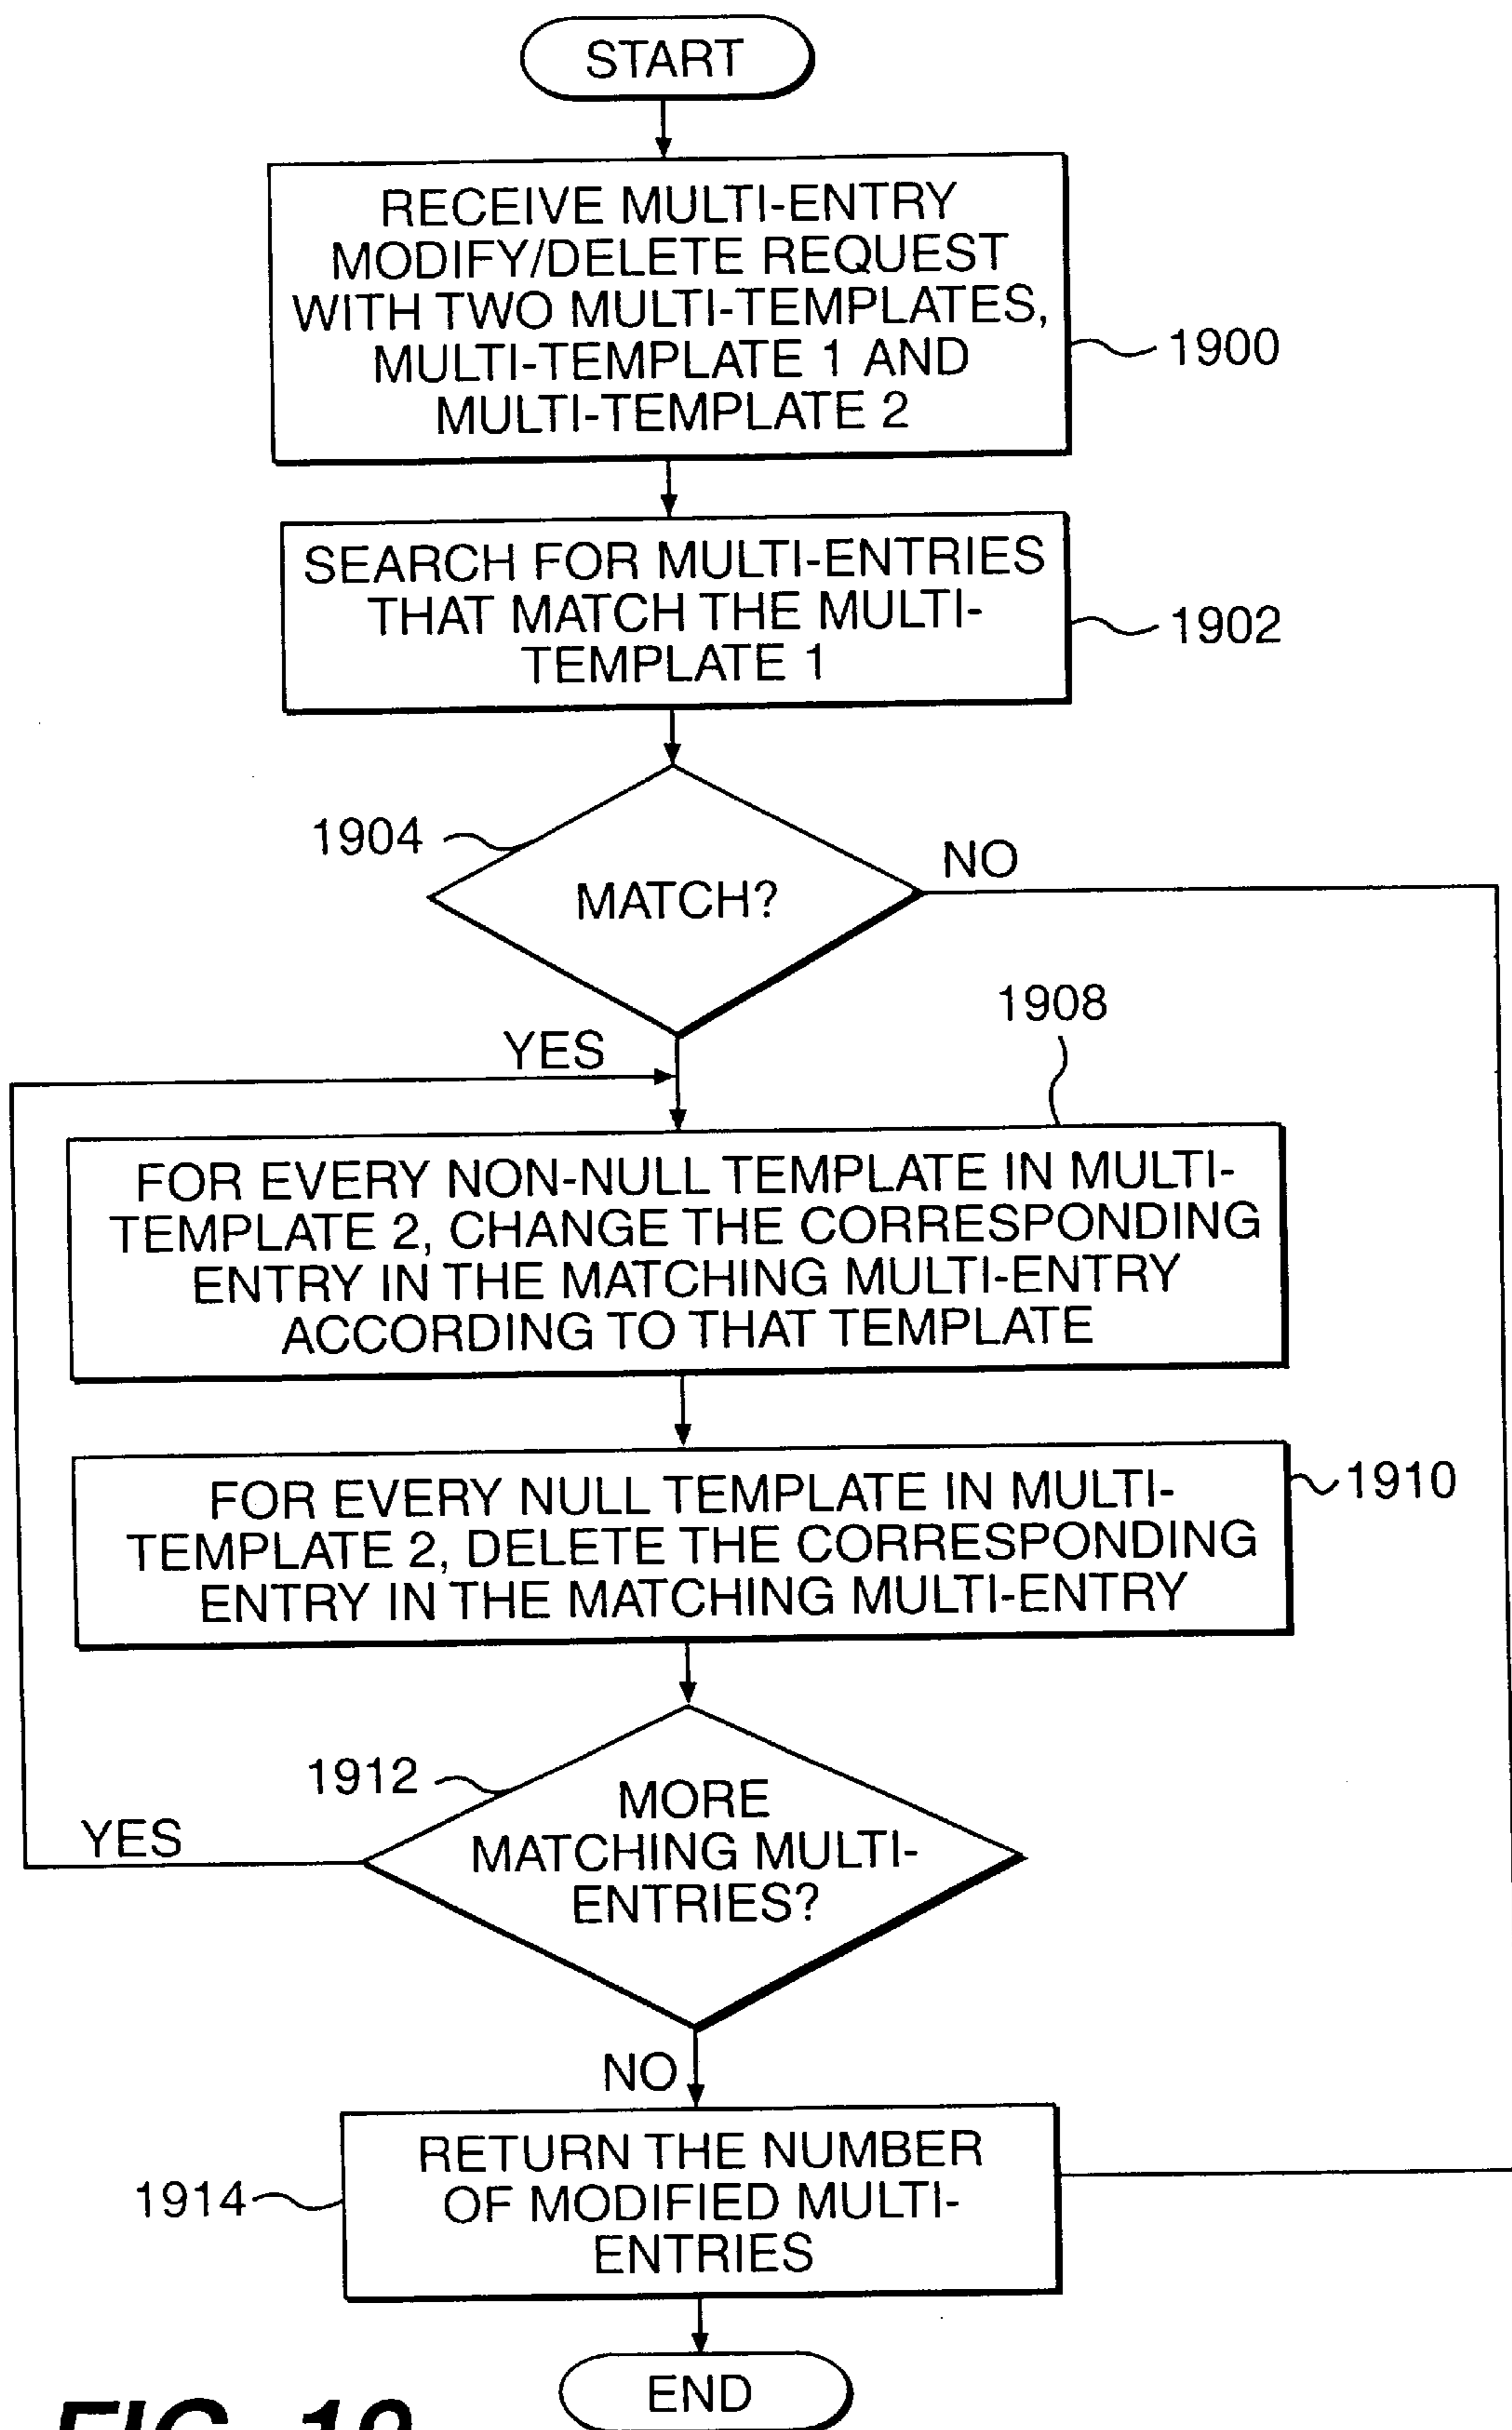 START
RECEIVE MULTI-ENTRY
MODIFY/DELETE REQUEST
WITH TWO MULTI-TEMPLATES,
MULTI-TEMPLATE 1 AND
MULTI-TEMPLATE 2
1900
SEARCH FOR MULTI-ENTRIES
THAT MATCH THE MULTI-
TEMPLATE 1
1902
1904
MATCH?
NO
YES
1908
FOR EVERY NON-NULL TEMPLATE IN MULTI-
TEMPLATE 2, CHANGE THE CORRESPONDING
ENTRY IN THE MATCHING MULTI-ENTRY
ACCORDING TO THAT TEMPLATE
FOR EVERY NULL TEMPLATE IN MULTI-
TEMPLATE 2, DELETE THE CORRESPONDING
ENTRY IN THE MATCHING MULTI-ENTRY
1910
1912
MORE
MATCHING MULTI-
ENTRIES?
YES
NO
RETURN THE NUMBER
OF MODIFIED MULTI-
ENTRIES
1914
END
FIG.